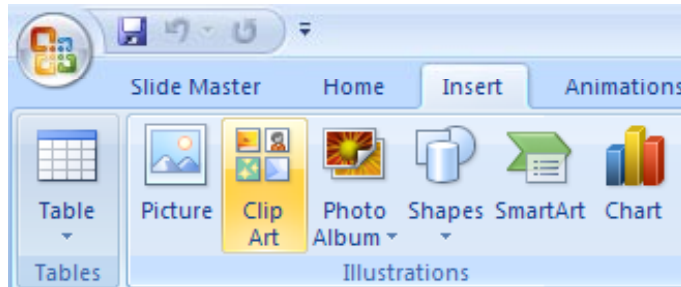 Slide Master Home Insert Animations
Table Picture Clip Art Photo Album Shapes SmartArt Chart
Tables Illustrations